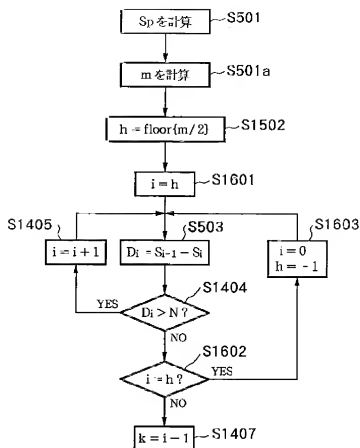 Spを計算
S501
mを計算
S501a
h = floor{m/2}
S1502
i = h
S1601
S1405
S503
S1603
i = i + 1
Di = Si-1 − Si
i = 0
h = −1
S1404
YES
Di > N ?
NO
S1602
i = h ?
YES
NO
k = i − 1
S1407